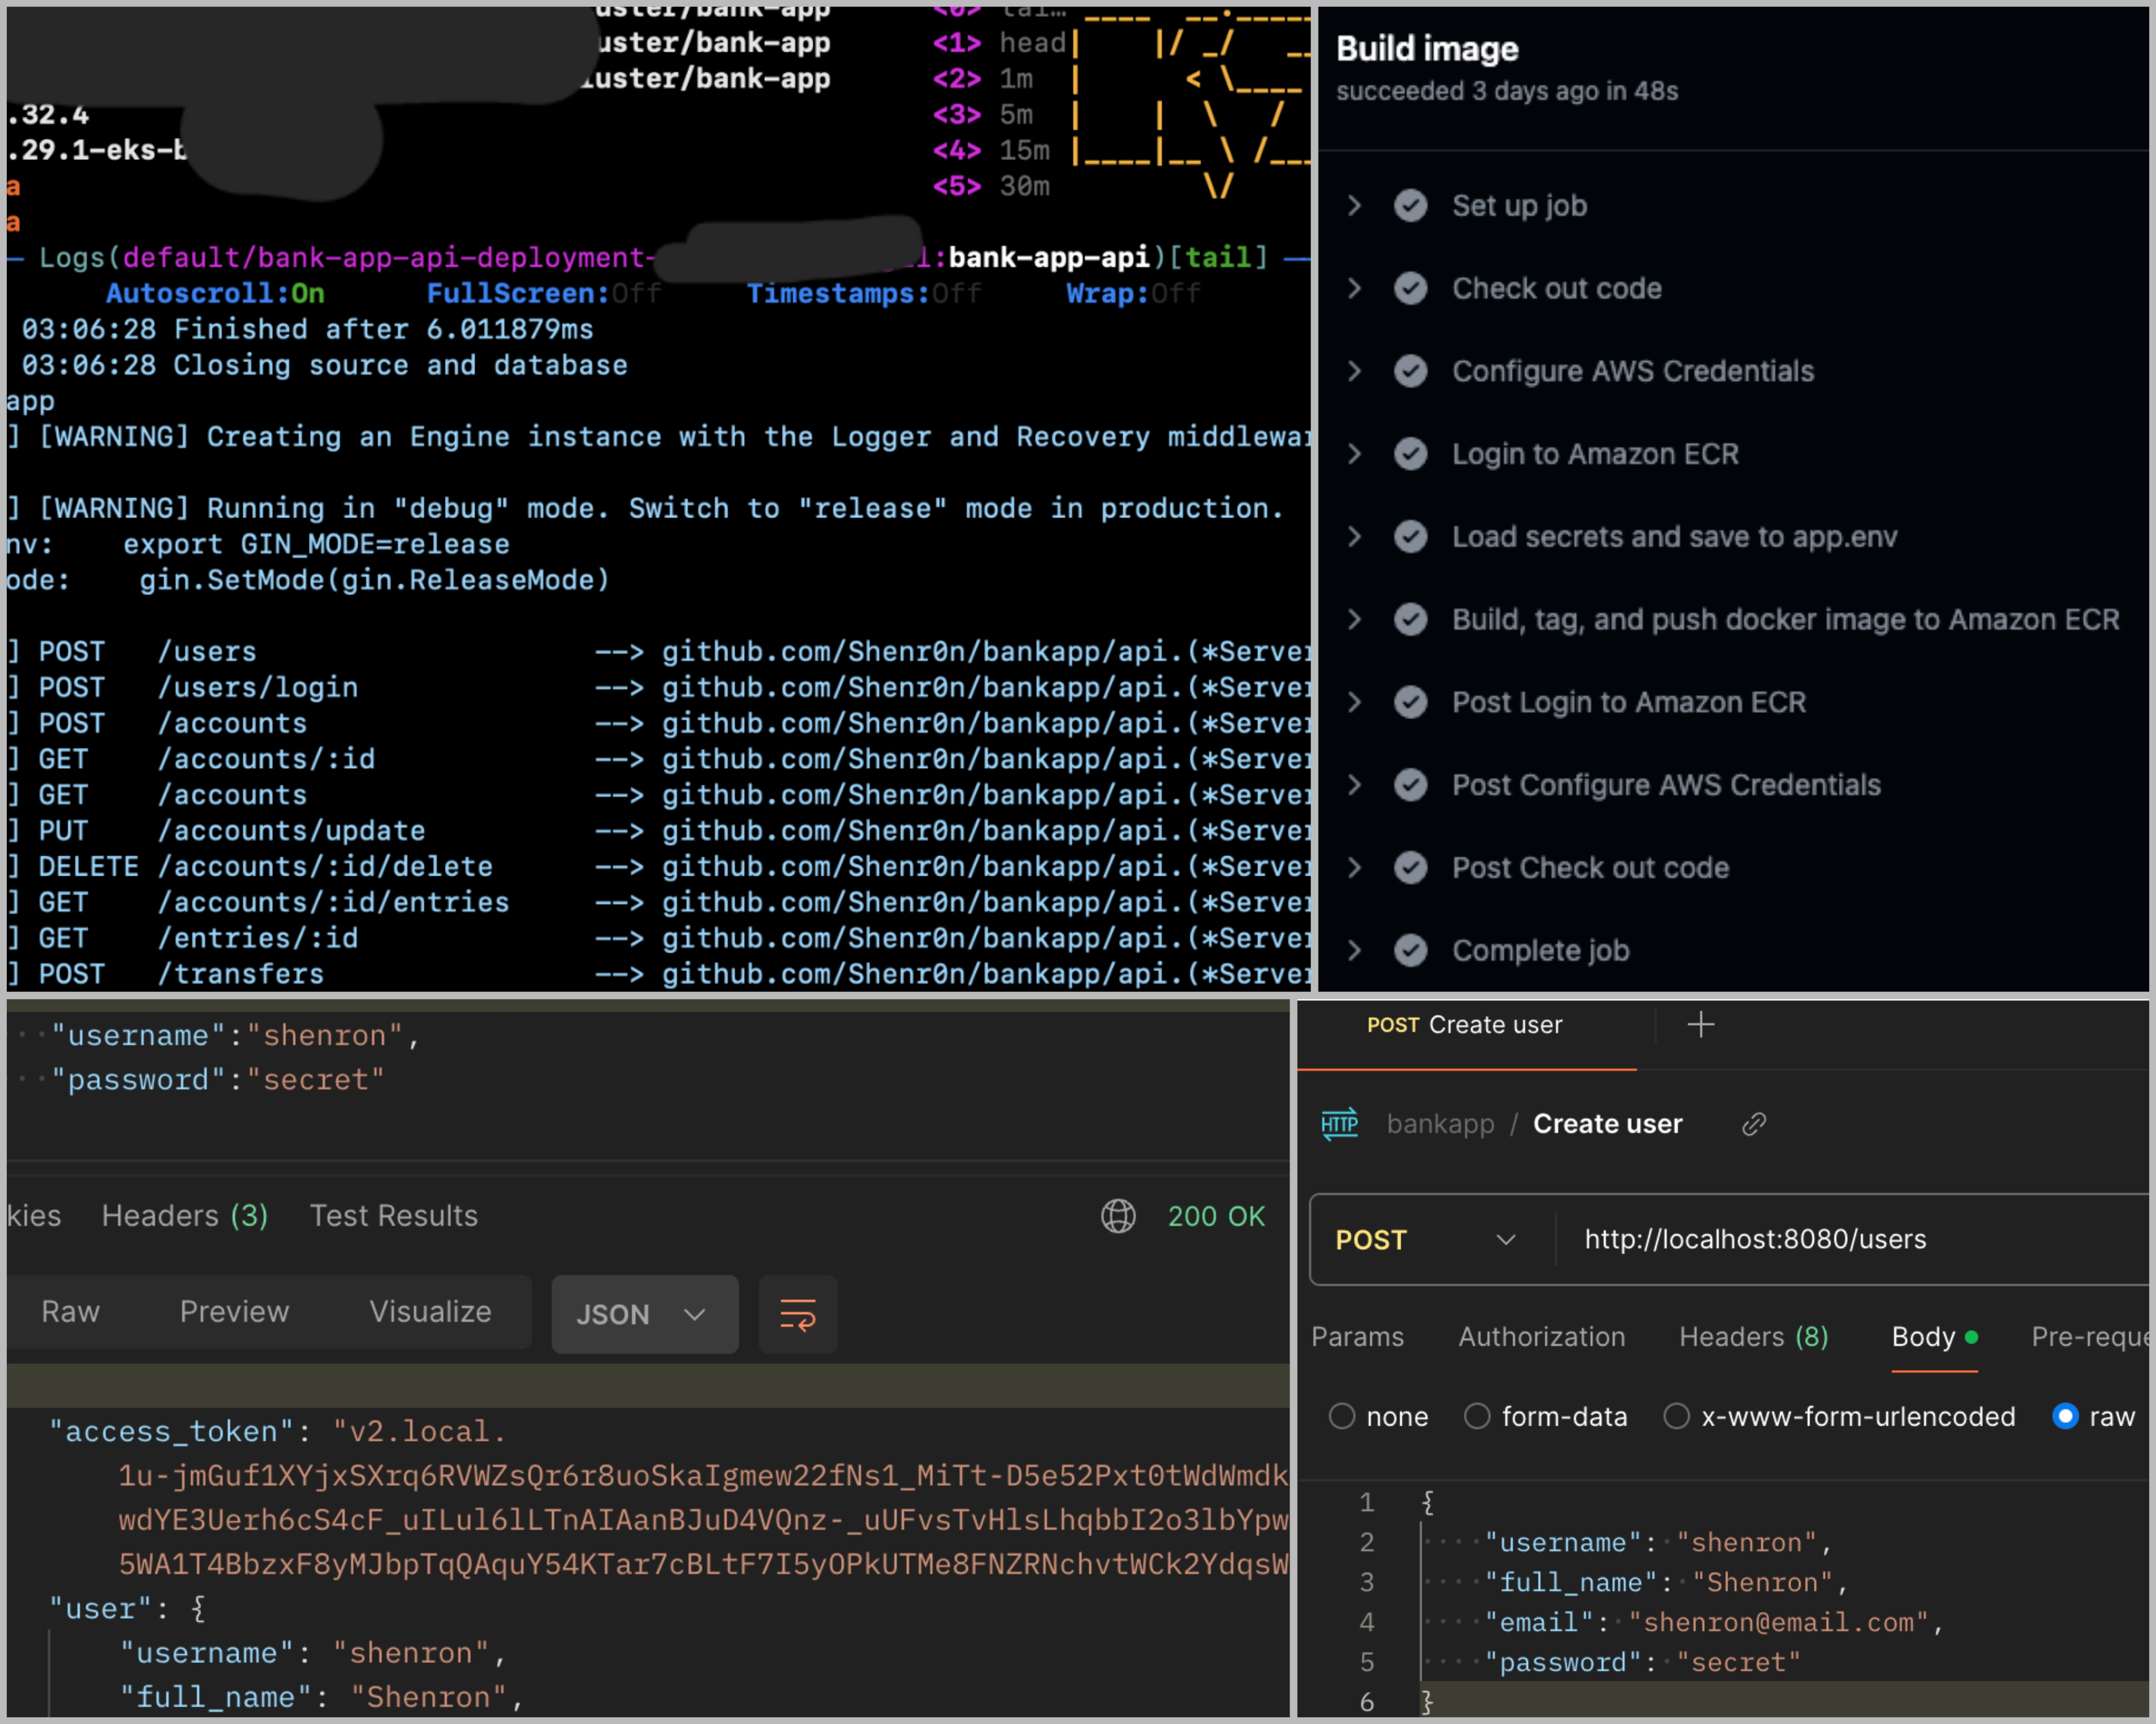 uster/bank-app <0> tai…
uster/bank-app <1> head
luster/bank-app <2> 1m
.32.4 <3> 5m
.29.1-eks-b <4> 15m
a <5> 30m
a
Logs(default/bank-app-api-deployment- l:bank-app-api)[tail]
Autoscroll:On FullScreen:Off Timestamps:Off Wrap:Off
03:06:28 Finished after 6.011879ms
03:06:28 Closing source and database
app
] [WARNING] Creating an Engine instance with the Logger and Recovery middlewar
] [WARNING] Running in "debug" mode. Switch to "release" mode in production.
nv: export GIN_MODE=release
ode: gin.SetMode(gin.ReleaseMode)
] POST /users --> github.com/Shenr0n/bankapp/api.(*Server
] POST /users/login --> github.com/Shenr0n/bankapp/api.(*Server
] POST /accounts --> github.com/Shenr0n/bankapp/api.(*Server
] GET /accounts/:id --> github.com/Shenr0n/bankapp/api.(*Server
] GET /accounts --> github.com/Shenr0n/bankapp/api.(*Server
] PUT /accounts/update --> github.com/Shenr0n/bankapp/api.(*Server
] DELETE /accounts/:id/delete --> github.com/Shenr0n/bankapp/api.(*Server
] GET /accounts/:id/entries --> github.com/Shenr0n/bankapp/api.(*Server
] GET /entries/:id --> github.com/Shenr0n/bankapp/api.(*Server
] POST /transfers --> github.com/Shenr0n/bankapp/api.(*Server
Build image
succeeded 3 days ago in 48s
Set up job
Check out code
Configure AWS Credentials
Login to Amazon ECR
Load secrets and save to app.env
Build, tag, and push docker image to Amazon ECR
Post Login to Amazon ECR
Post Configure AWS Credentials
Post Check out code
Complete job
"username":"shenron",
"password":"secret"
kies Headers (3) Test Results 200 OK
Raw Preview Visualize JSON
"access_token": "v2.local.
1u-jmGuf1XYjxSXrq6RVWZsQr6r8uoSkaIgmew22fNs1_MiTt-D5e52Pxt0tWdWmdk
wdYE3Uerh6cS4cF_uILul6lLTnAIAanBJuD4VQnz-_uUFvsTvHlsLhqbbI2o3lbYpw
5WA1T4BbzxF8yMJbpTqQAquY54KTar7cBLtF7I5yOPkUTMe8FNZRNchvtWCk2YdqsW
"user": {
"username": "shenron",
"full_name": "Shenron",
POST Create user
HTTP bankapp / Create user
POST http://localhost:8080/users
Params Authorization Headers (8) Body Pre-reque
none form-data x-www-form-urlencoded raw
1 {
2 "username": "shenron",
3 "full_name": "Shenron",
4 "email": "shenron@email.com",
5 "password": "secret"
6 }